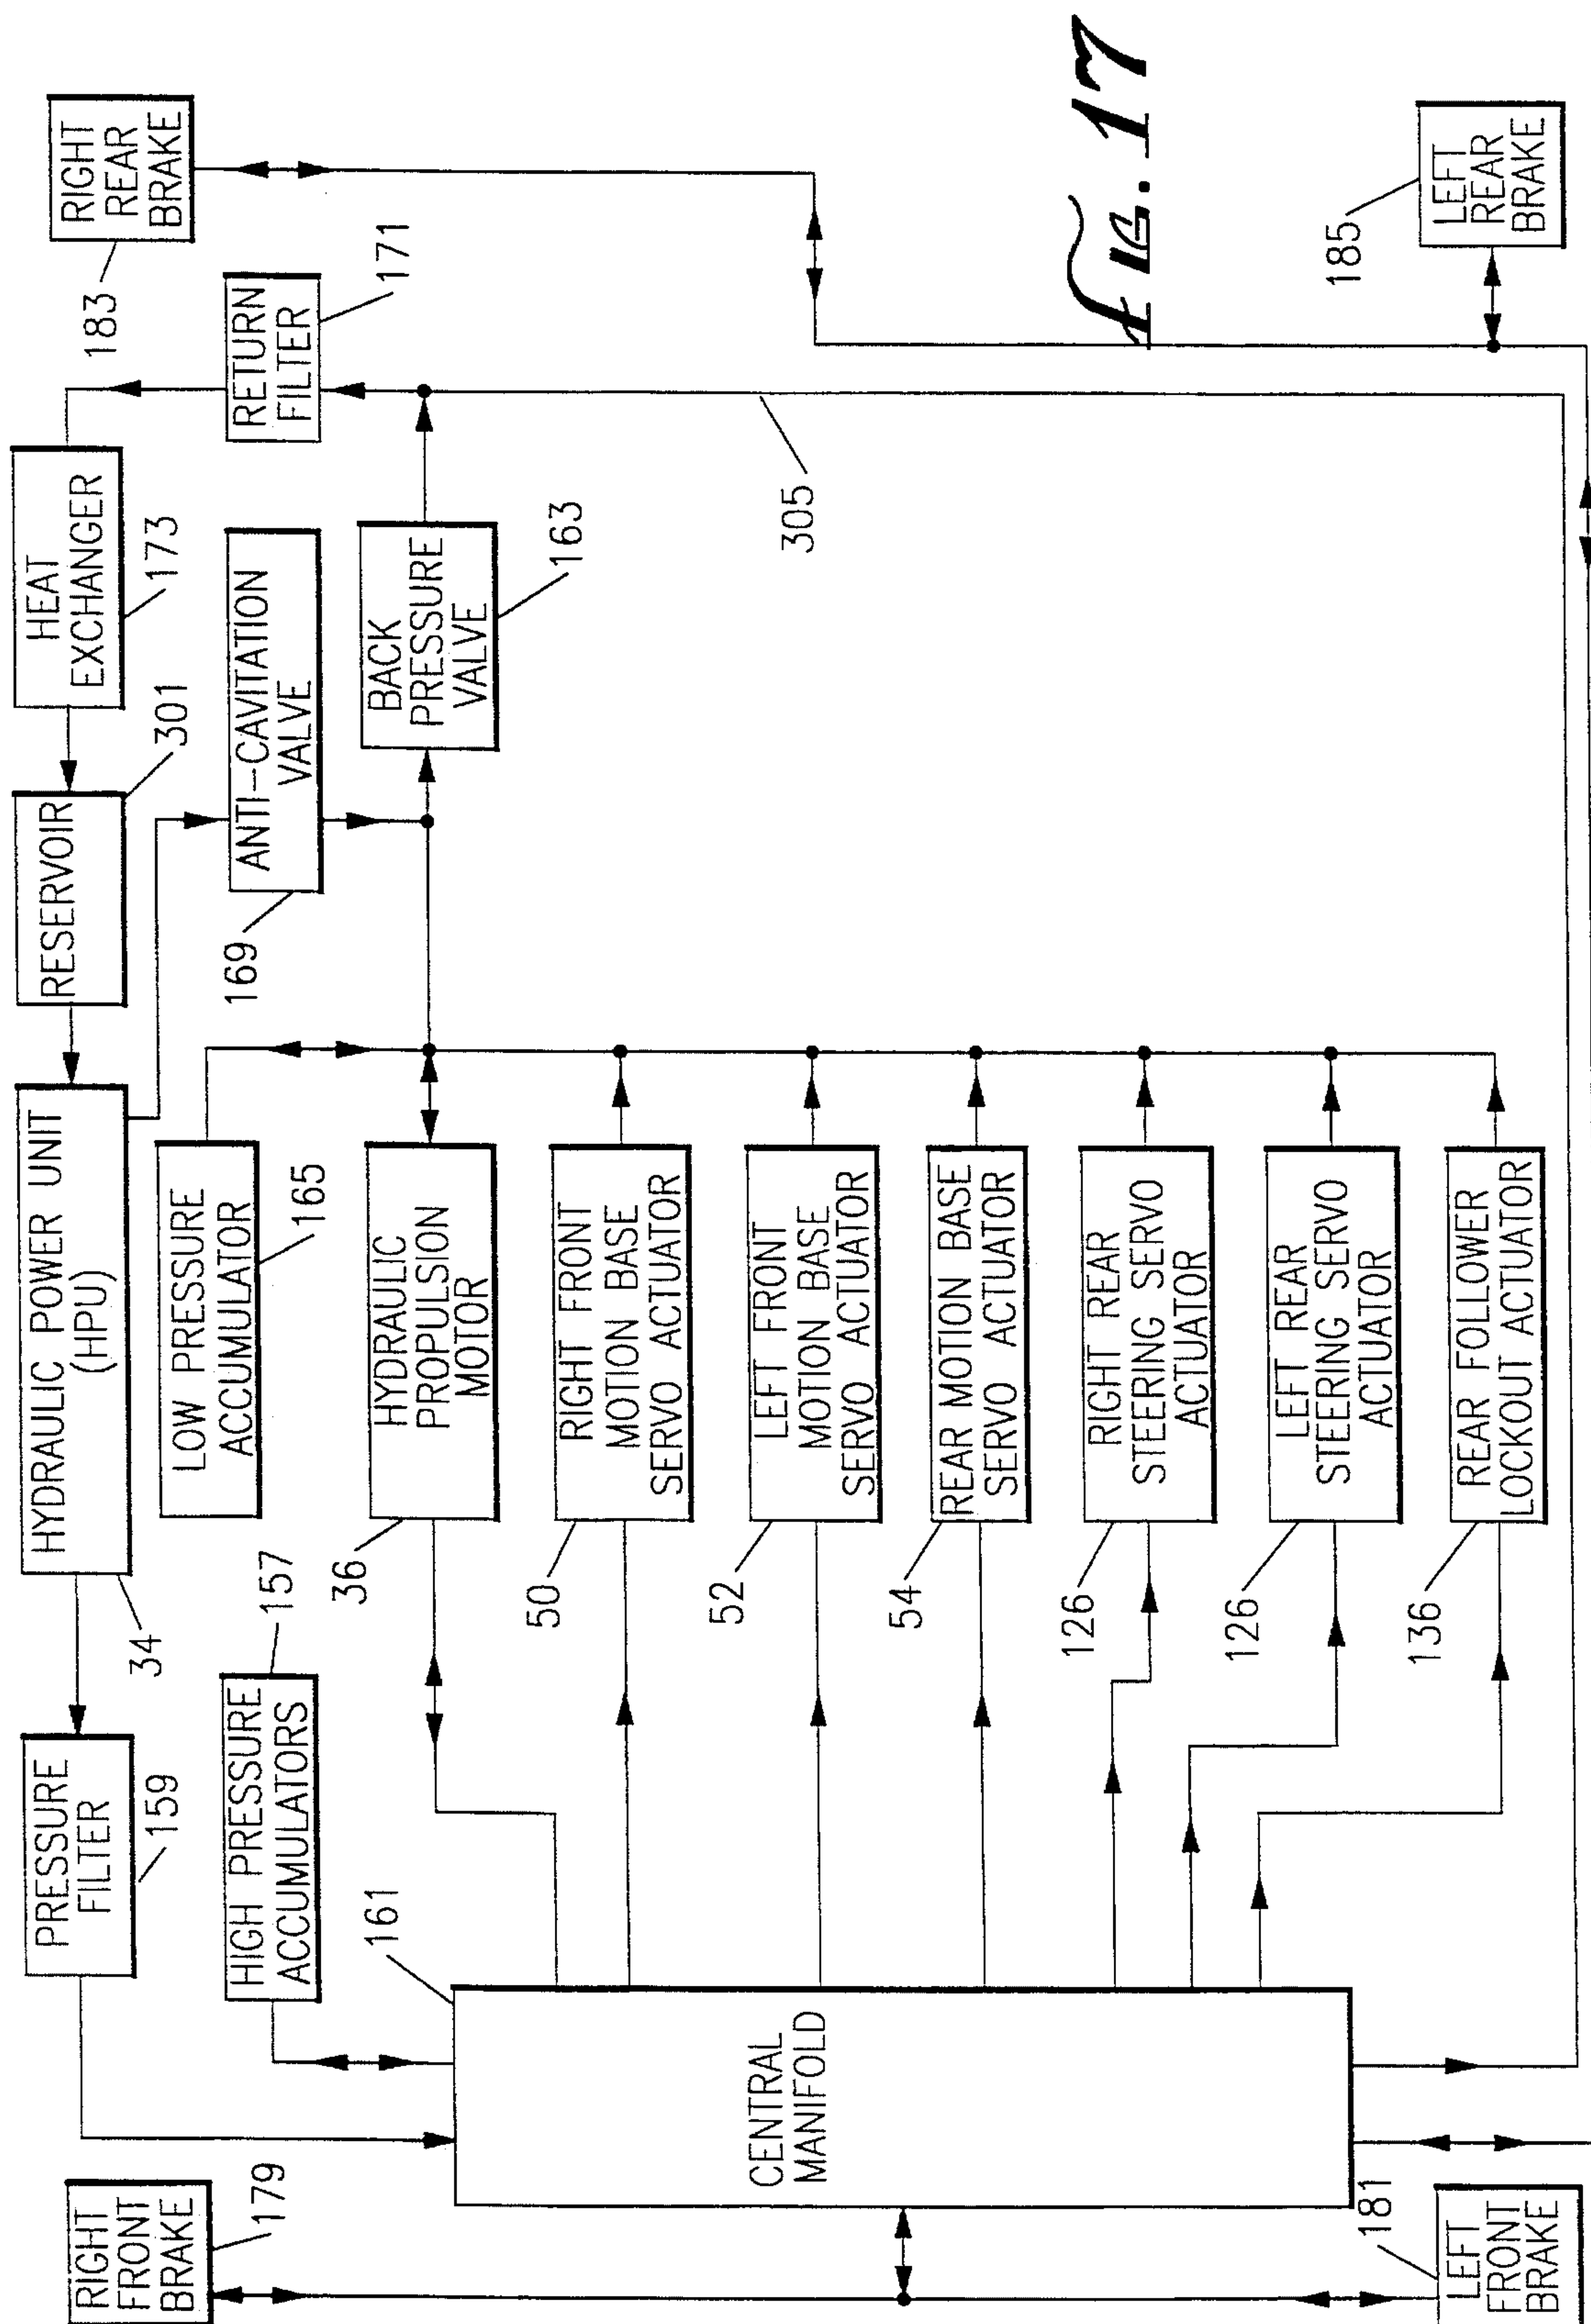 RIGHT
FRONT
BRAKE
179
PRESSURE
FILTER
159
HYDRAULIC POWER UNIT
(HPU)
34
RESERVOIR
301
HEAT
EXCHANGER
173
RIGHT
REAR
BRAKE
183
HIGH PRESSURE
ACCUMULATORS
157
LOW PRESSURE
ACCUMULATOR
165
ANTI-CAVITATION
VALVE
169
RETURN
FILTER
171
CENTRAL
MANIFOLD
161
HYDRAULIC
PROPULSION
MOTOR
36
BACK
PRESSURE
VALVE
163
RIGHT FRONT
MOTION BASE
SERVO ACTUATOR
50
LEFT FRONT
MOTION BASE
SERVO ACTUATOR
52
305
REAR MOTION BASE
SERVO ACTUATOR
54
RIGHT REAR
STEERING SERVO
ACTUATOR
126
LEFT REAR
STEERING SERVO
ACTUATOR
126
REAR FOLLOWER
LOCKOUT ACTUATOR
136
LEFT
FRONT
BRAKE
181
LEFT
REAR
BRAKE
185
FIG. 17